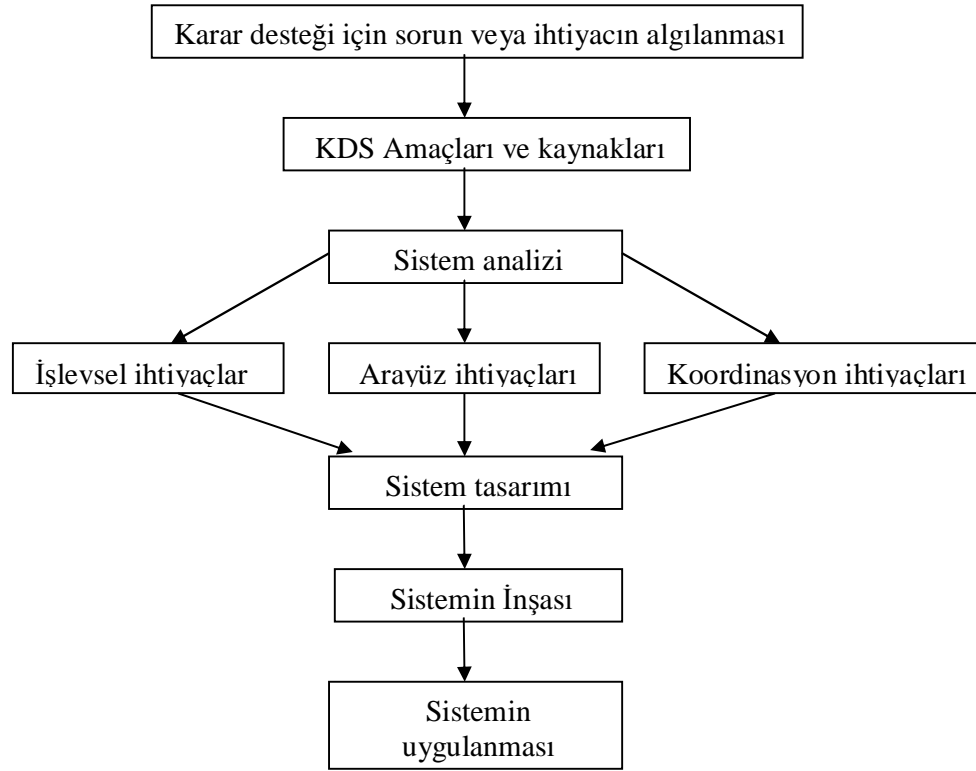 Karar desteği için sorun veya ihtiyacın algılanması
KDS Amaçları ve kaynakları
Sistem analizi
İşlevsel ihtiyaçlar
Arayüz ihtiyaçları
Koordinasyon ihtiyaçları
Sistem tasarımı
Sistemin İnşası
Sistemin
uygulanması